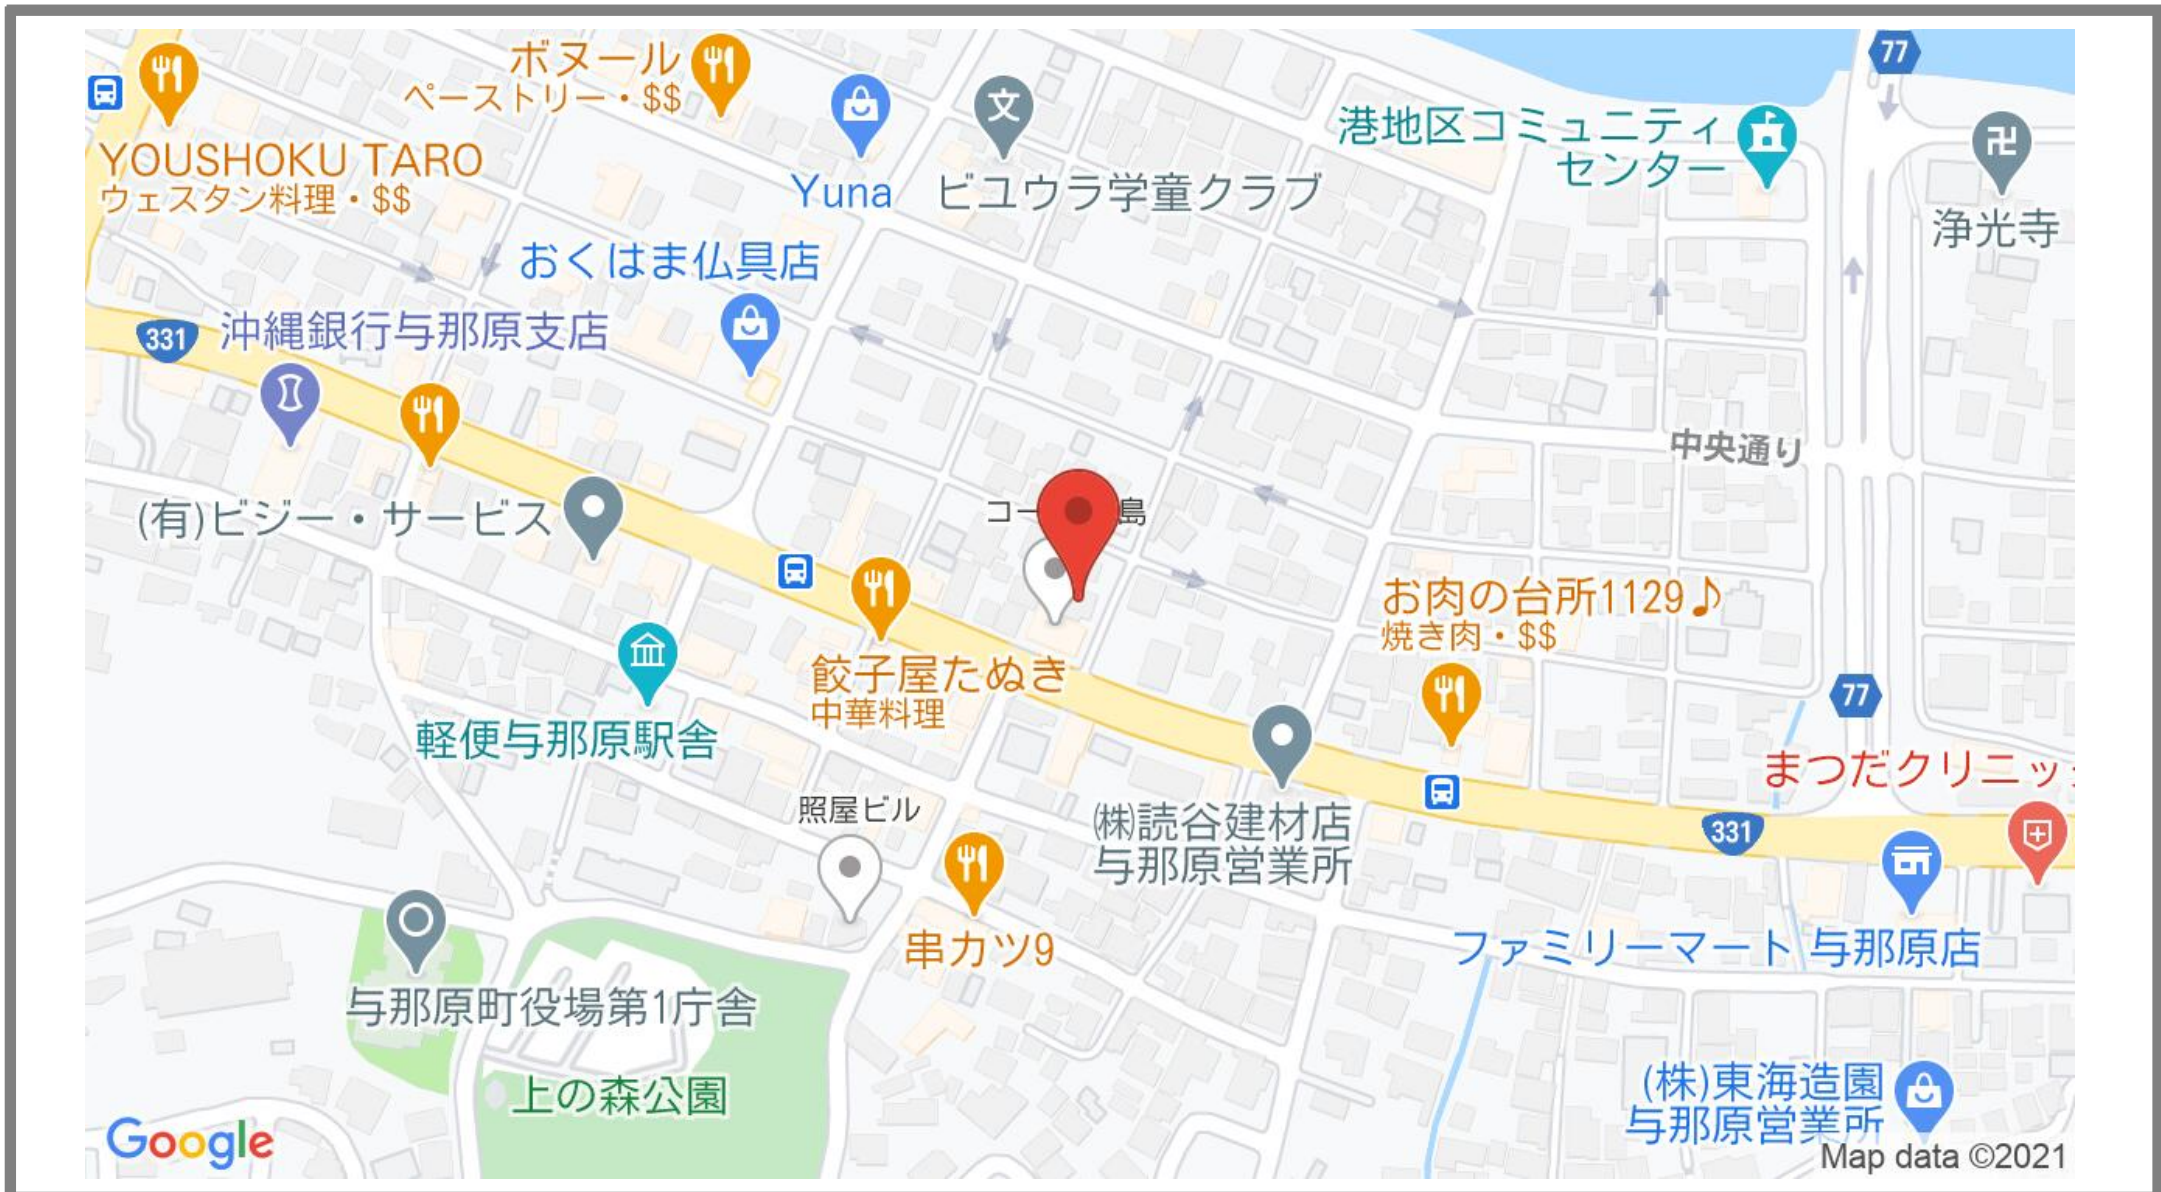 ボヌール
ペーストリー・$$
77
YOUSHOKU TARO
ウェスタン料理・$$
Yuna
文
ビユウラ学童クラブ
港地区コミュニティ
センター
卍
浄光寺
おくはま仏具店
331
沖縄銀行与那原支店
中央通り
(有)ビジー・サービス
コー
島
お肉の台所1129♪
焼き肉・$$
餃子屋たぬき
中華料理
77
軽便与那原駅舎
まつだクリニッ
照屋ビル
㈱読谷建材店
与那原営業所
331
串カツ9
ファミリーマート 与那原店
与那原町役場第1庁舎
上の森公園
(株)東海造園
与那原営業所
Google
Map data ©2021